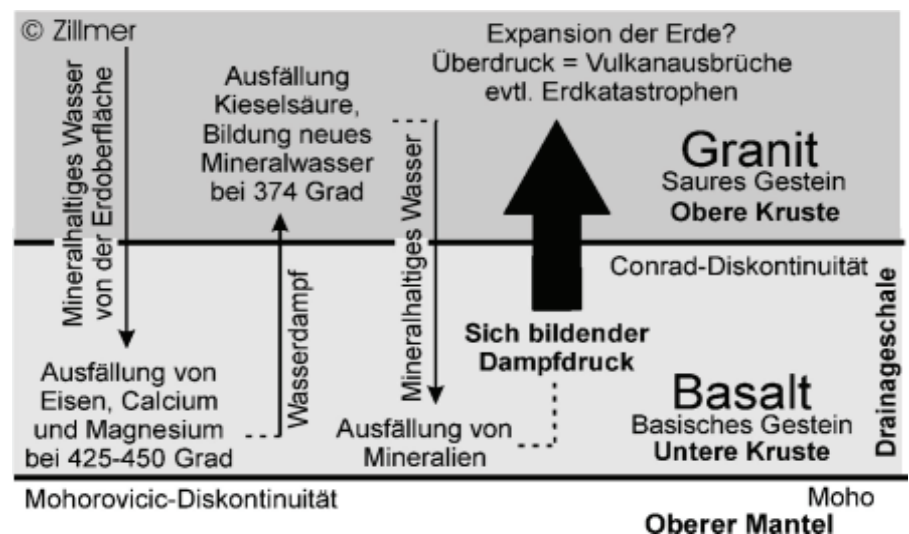 © Zillmer
Mineralhaltiges Wasser
von der Erdoberfläche
Ausfällung
Kieselsäure,
Bildung neues
Mineralwasser
bei 374 Grad
Expansion der Erde?
Überdruck = Vulkanausbrüche
evtl. Erdkatastrophen
Granit
Saures Gestein
Obere Kruste
Mineralhaltiges Wasser
Conrad-Diskontinuität
Wasserdampf
Sich bildender
Dampfdruck
Drainageschale
Ausfällung von
Eisen, Calcium
und Magnesium
bei 425-450 Grad
Ausfällung von
Mineralien
Basalt
Basisches Gestein
Untere Kruste
Mohorovicic-Diskontinuität
Moho
Oberer Mantel